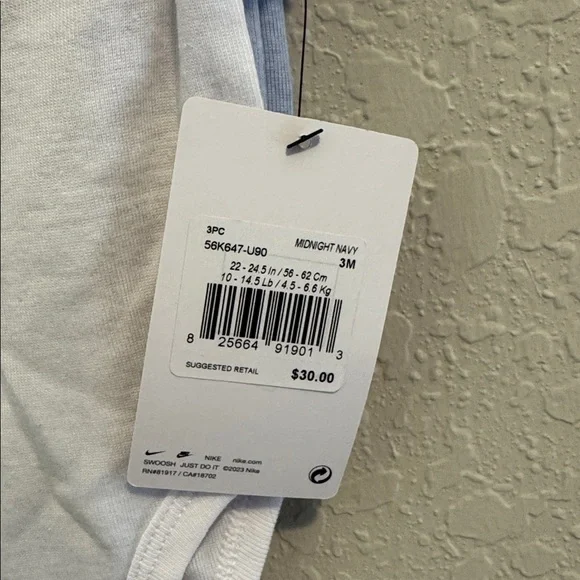 3PC
56K647-U90 MIDNIGHT NAVY
3M
22 - 24.5 In / 56 - 62 Cm
10 - 14.5 Lb / 4.5 - 6.6 Kg
8 25664 91901 3
SUGGESTED RETAIL $30.00
NIKE nike.com
SWOOSH JUST DO IT ©2023 Nike
RN#81917 / CA#18702